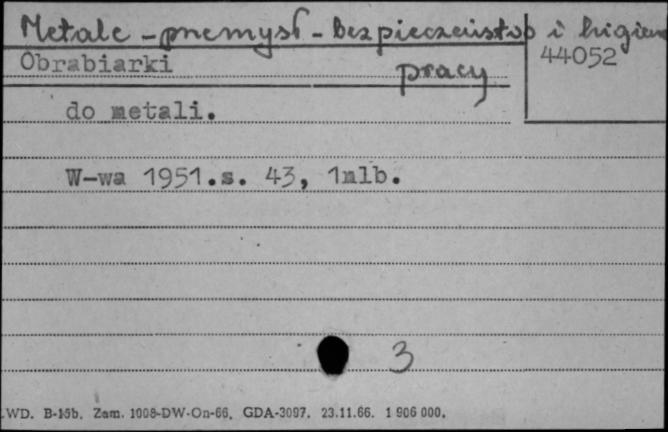 Metale - przemysł - bezpieczeństwo i higiena
44052
Obrabiarki pracy
do metali.
W-wa 1951.s. 43, 1nlb.
3
WD. B-15b. Zam. 1008-DW-On-66. GDA-3097. 23.11.66. 1 906 000.